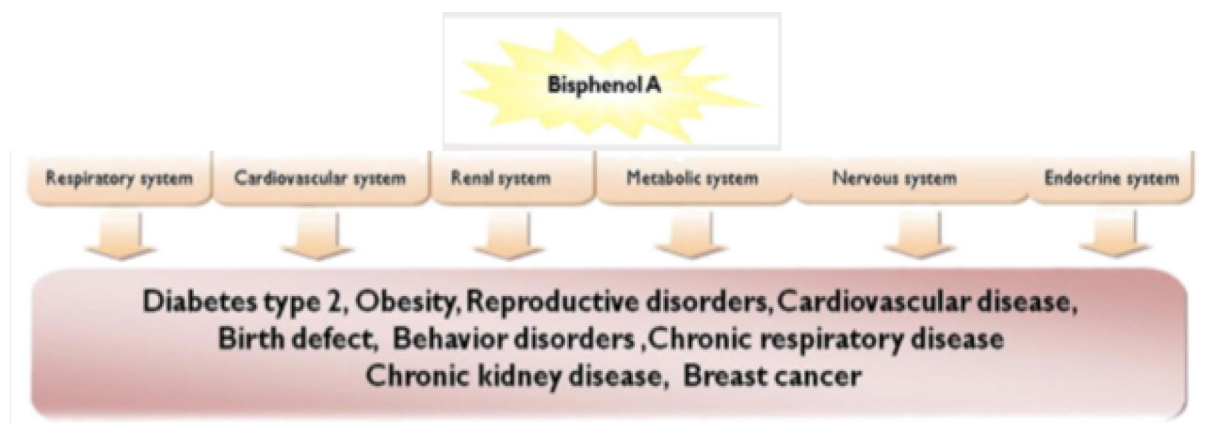 Bisphenol A
Respiratory system
Cardiovascular system
Renal system
Metabolic system
Nervous system
Endocrine system
Diabetes type 2, Obesity, Reproductive disorders, Cardiovascular disease,
Birth defect, Behavior disorders ,Chronic respiratory disease
Chronic kidney disease, Breast cancer